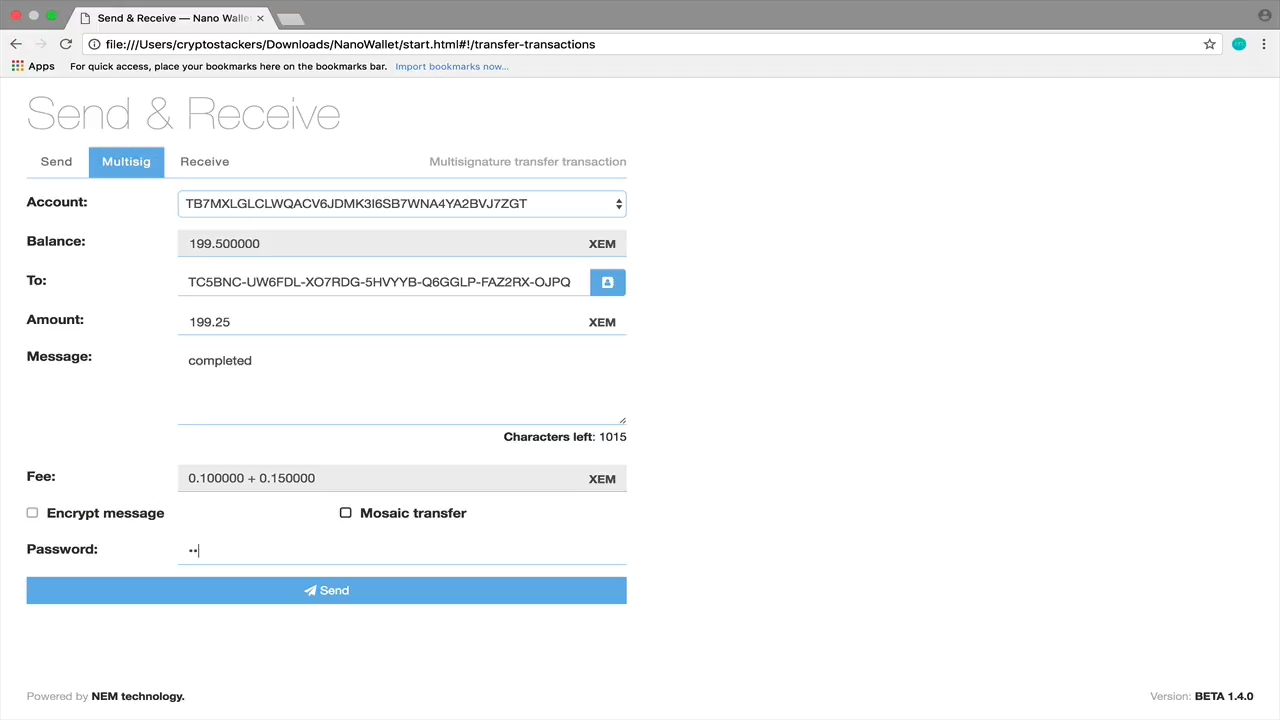 Send & Receive — Nano Walle
file:///Users/cryptostackers/Downloads/NanoWallet/start.html#!/transfer-transactions
Apps For quick access, place your bookmarks here on the bookmarks bar. Import bookmarks now...
Send & Receive
Send Multisig Receive Multisignature transfer transaction
Account: TB7MXLGLCLWQACV6JDMK3I6SB7WNA4YA2BVJ7ZGT
Balance: 199.500000 XEM
To: TC5BNC-UW6FDL-XO7RDG-5HVYYB-Q6GGLP-FAZ2RX-OJPQ
Amount: 199.25 XEM
Message: completed
Characters left: 1015
Fee: 0.100000 + 0.150000 XEM
Encrypt message Mosaic transfer
Password: ••
Send
Powered by NEM technology. Version: BETA 1.4.0